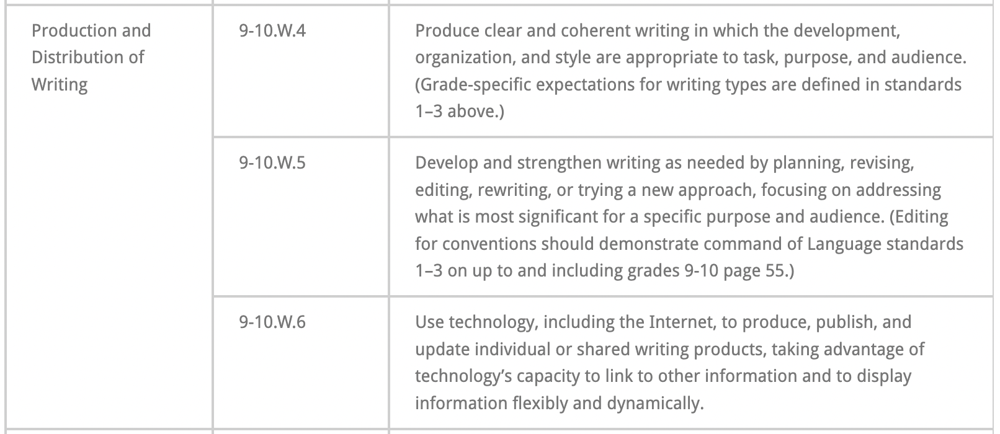 Production and
Distribution of
Writing
9-10.W.4
Produce clear and coherent writing in which the development,
organization, and style are appropriate to task, purpose, and audience.
(Grade-specific expectations for writing types are defined in standards
1–3 above.)
9-10.W.5
Develop and strengthen writing as needed by planning, revising,
editing, rewriting, or trying a new approach, focusing on addressing
what is most significant for a specific purpose and audience. (Editing
for conventions should demonstrate command of Language standards
1–3 on up to and including grades 9-10 page 55.)
9-10.W.6
Use technology, including the Internet, to produce, publish, and
update individual or shared writing products, taking advantage of
technology’s capacity to link to other information and to display
information flexibly and dynamically.